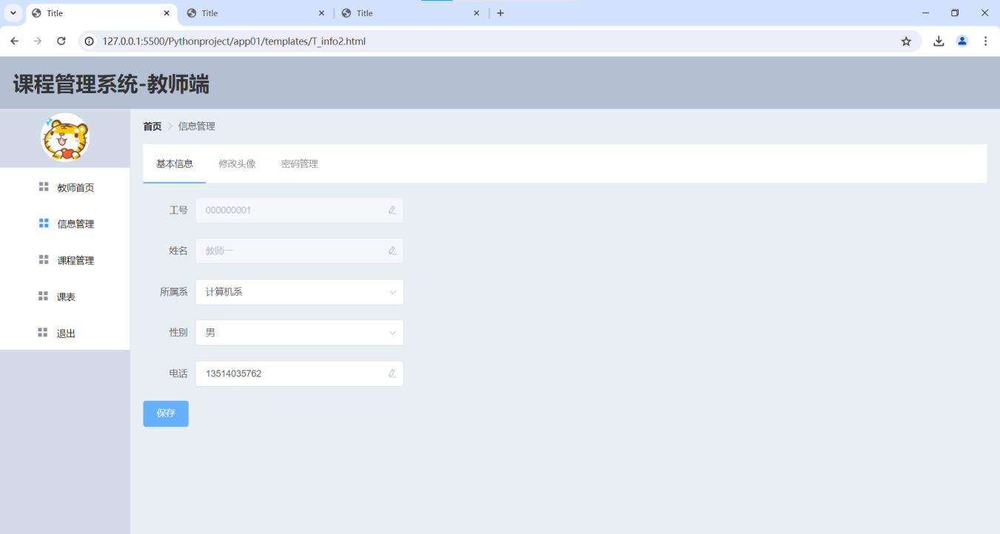 Title
Title
Title
127.0.0.1:5500/Pythonproject/app01/templates/T_info2.html
课程管理系统-教师端
首页 信息管理
基本信息 修改头像 密码管理
教师首页
信息管理
课程管理
课表
退出
工号 000000001
姓名 教师一
所属系 计算机系
性别 男
电话 13514035762
保存